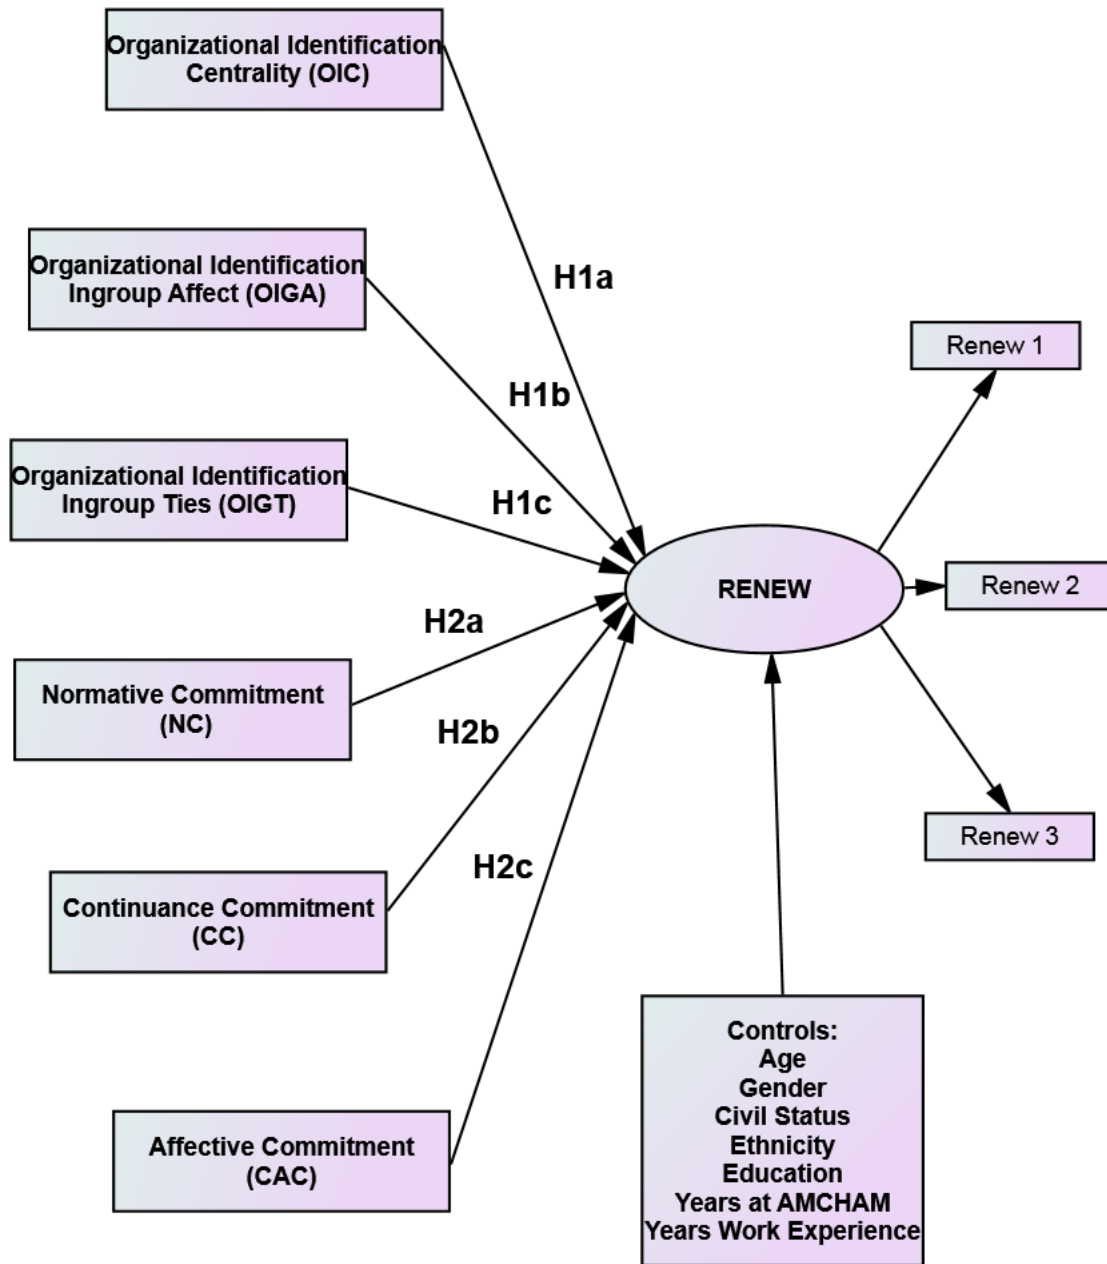 Organizational Identification
Centrality (OIC)
H1a
Organizational Identification
Ingroup Affect (OIGA)
H1b
Organizational Identification
Ingroup Ties (OIGT)
H1c
Normative Commitment
(NC)
H2a
Continuance Commitment
(CC)
H2b
Affective Commitment
(CAC)
H2c
RENEW
Renew 1
Renew 2
Renew 3
Controls:
Age
Gender
Civil Status
Ethnicity
Education
Years at AMCHAM
Years Work Experience